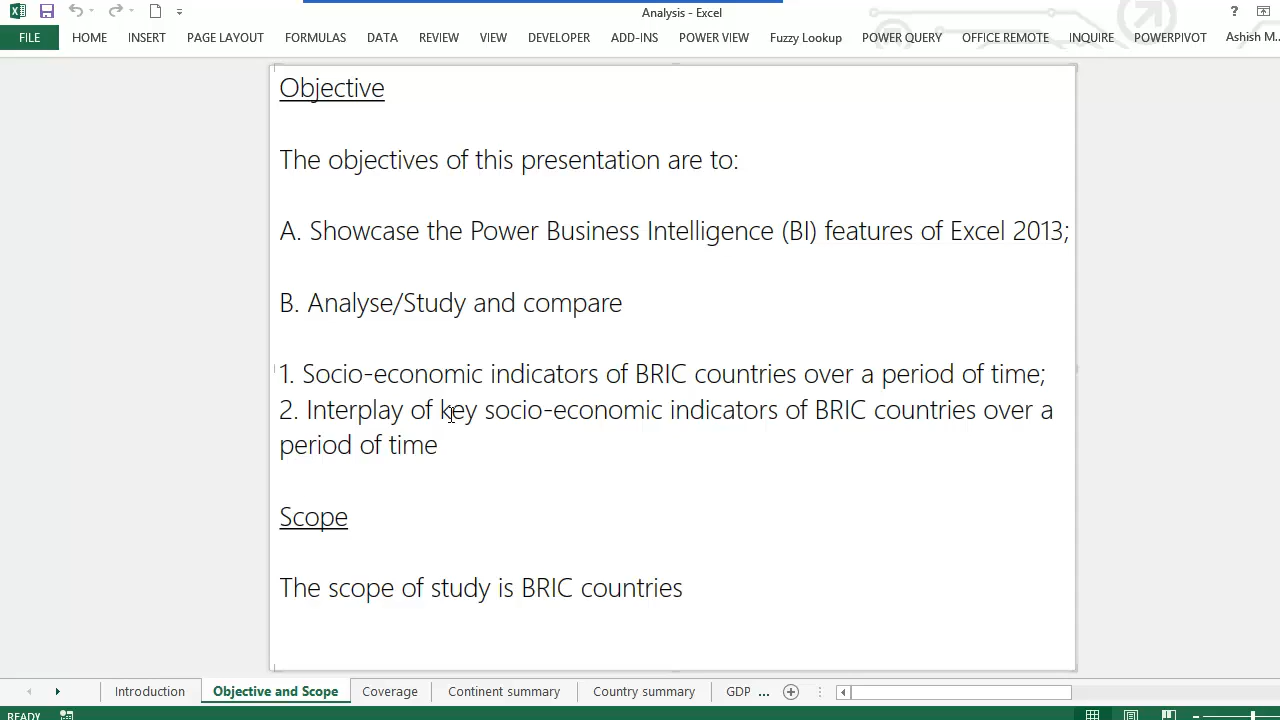 Analysis - Excel
?
FILE HOME INSERT PAGE LAYOUT FORMULAS DATA REVIEW VIEW DEVELOPER ADD-INS POWER VIEW Fuzzy Lookup POWER QUERY OFFICE REMOTE INQUIRE POWERPIVOT Ashish M...
Objective
The objectives of this presentation are to:
A. Showcase the Power Business Intelligence (BI) features of Excel 2013;
B. Analyse/Study and compare
1. Socio-economic indicators of BRIC countries over a period of time;
2. Interplay of key socio-economic indicators of BRIC countries over a
period of time
Scope
The scope of study is BRIC countries
Introduction Objective and Scope Coverage Continent summary Country summary GDP ...
READY